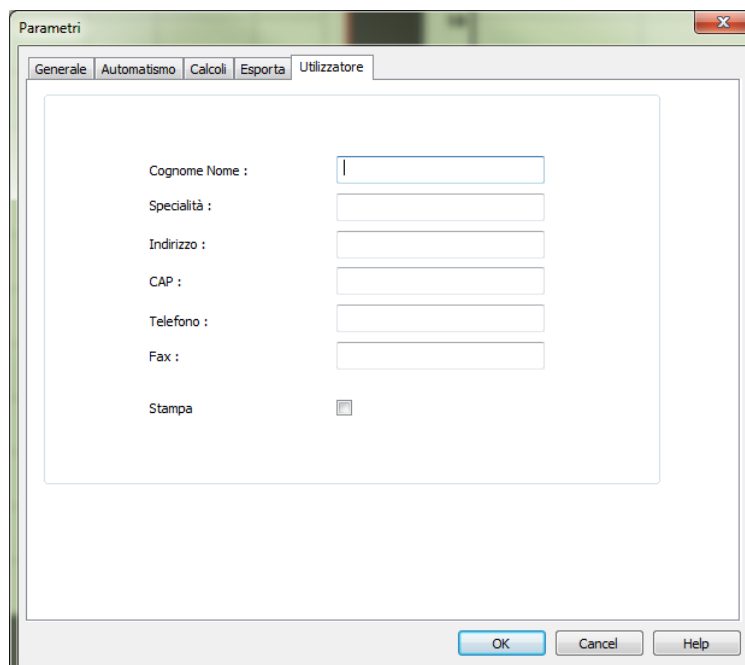 Parametri
Generale Automatismo Calcoli Esporta Utilizzatore
Cognome Nome :
Specialità :
Indirizzo :
CAP :
Telefono :
Fax :
Stampa
OK Cancel Help